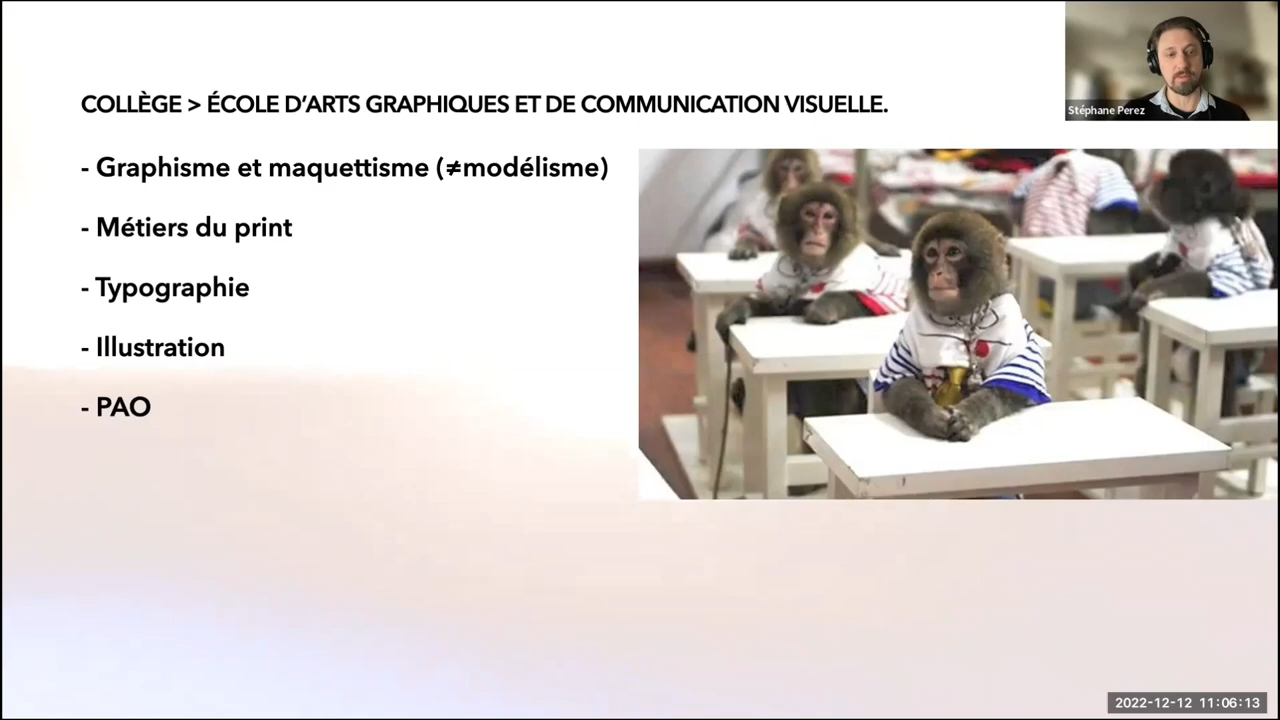 COLLÈGE > ÉCOLE D'ARTS GRAPHIQUES ET DE COMMUNICATION VISUELLE.
Stéphane Perez
- Graphisme et maquettisme (≠modélisme)
- Métiers du print
- Typographie
- Illustration
- PAO
2022-12-12 11:06:13